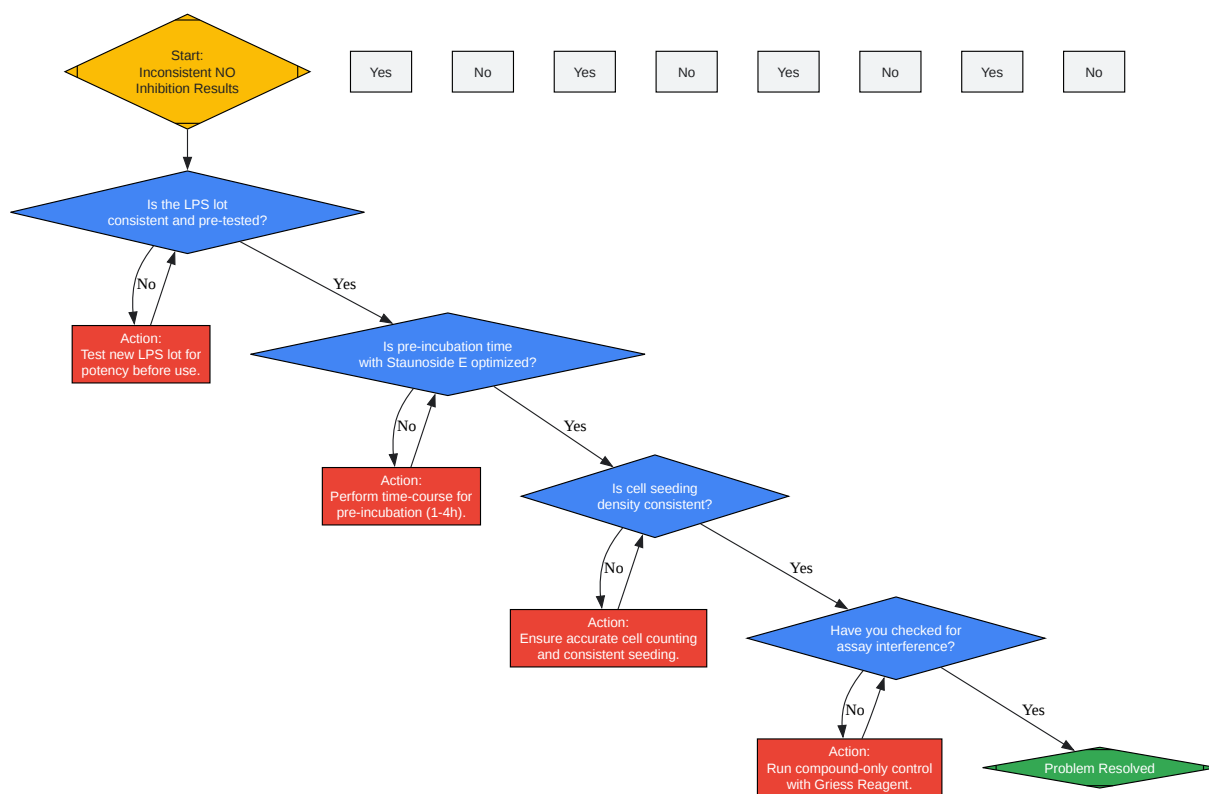 Start:
Inconsistent NO
Inhibition Results
Yes
No
Yes
No
Yes
No
Yes
No
Is the LPS lot
consistent and pre-tested?
No
Yes
Action:
Test new LPS lot for
potency before use.
Is pre-incubation time
with Staunoside E optimized?
No
Yes
Action:
Perform time-course for
pre-incubation (1-4h).
Is cell seeding
density consistent?
No
Yes
Action:
Ensure accurate cell counting
and consistent seeding.
Have you checked for
assay interference?
No
Yes
Action:
Run compound-only control
with Griess Reagent.
Problem Resolved